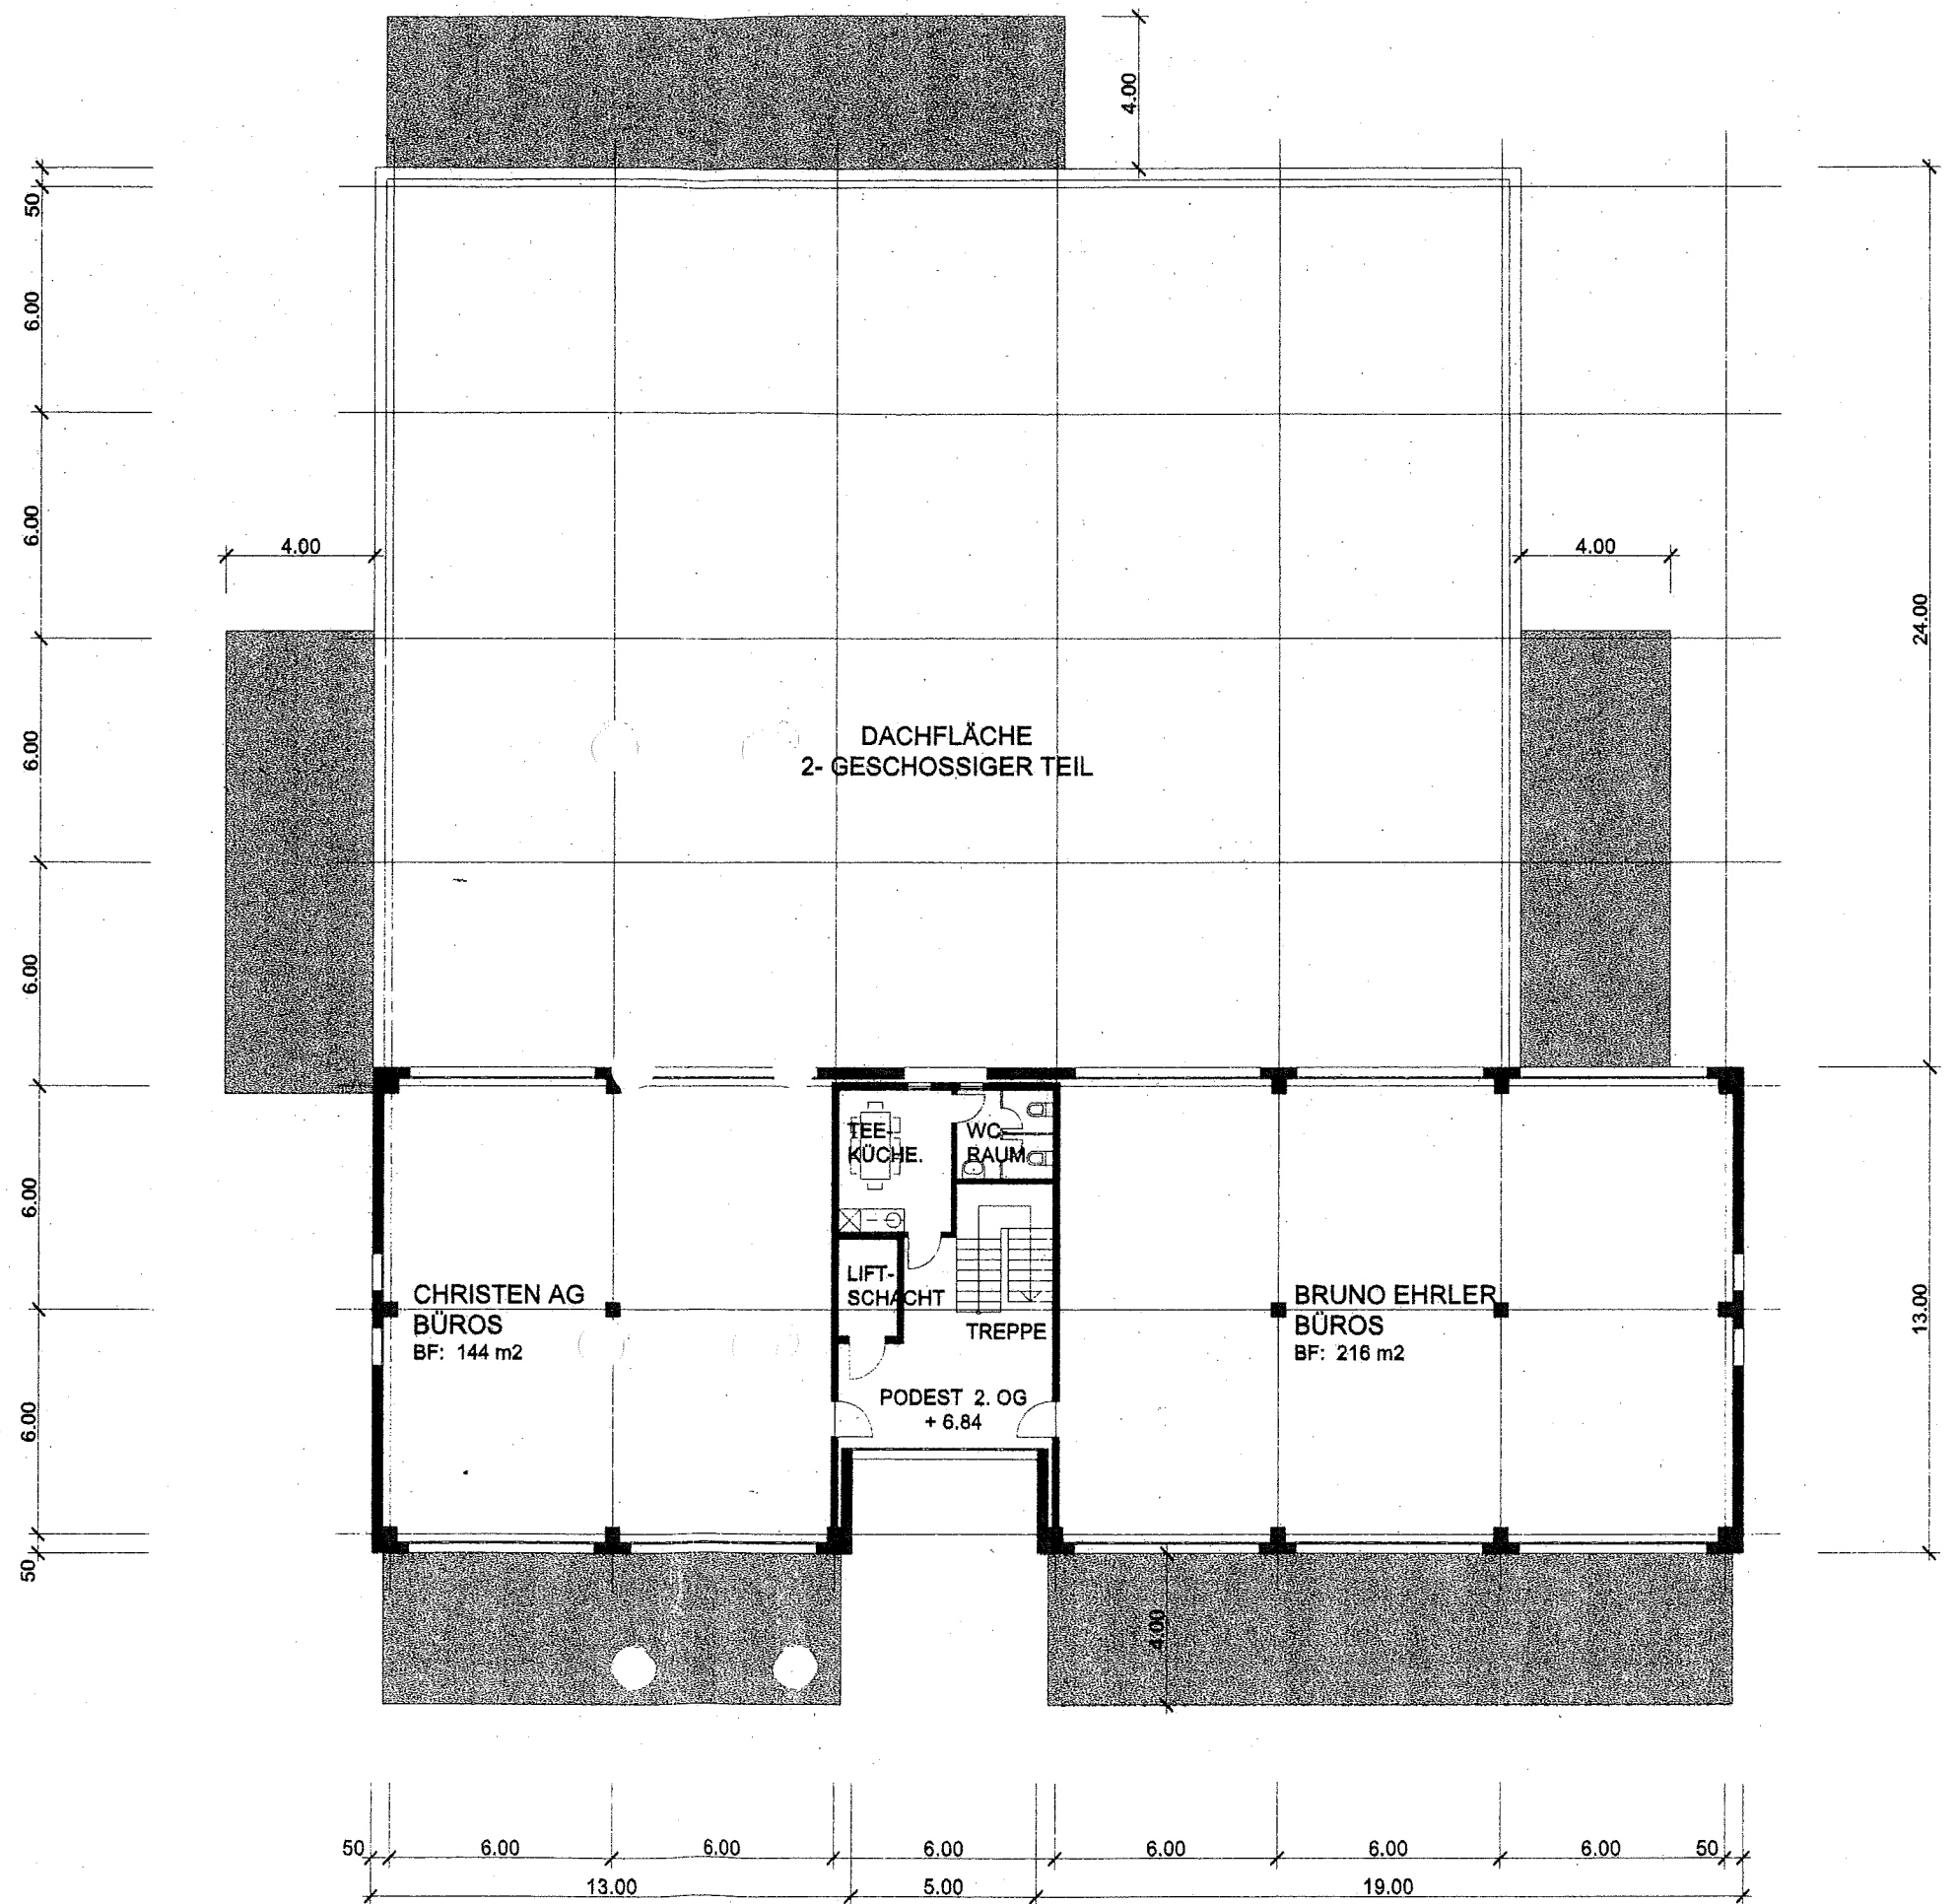 4.00
50
6.00
6.00
4.00
4.00
24.00
6.00
DACHFLÄCHE
2- GESCHOSSIGER TEIL
6.00
TEE-
KÜCHE.
WC-
RAUM
6.00
LIFT-
SCHACHT
CHRISTEN AG
BÜROS
BF: 144 m2
TREPPE
BRUNO EHRLER
BÜROS
BF: 216 m2
13.00
PODEST 2. OG
+ 6.84
6.00
50
4.00
50
6.00
6.00
6.00
6.00
6.00
6.00
50
13.00
5.00
19.00